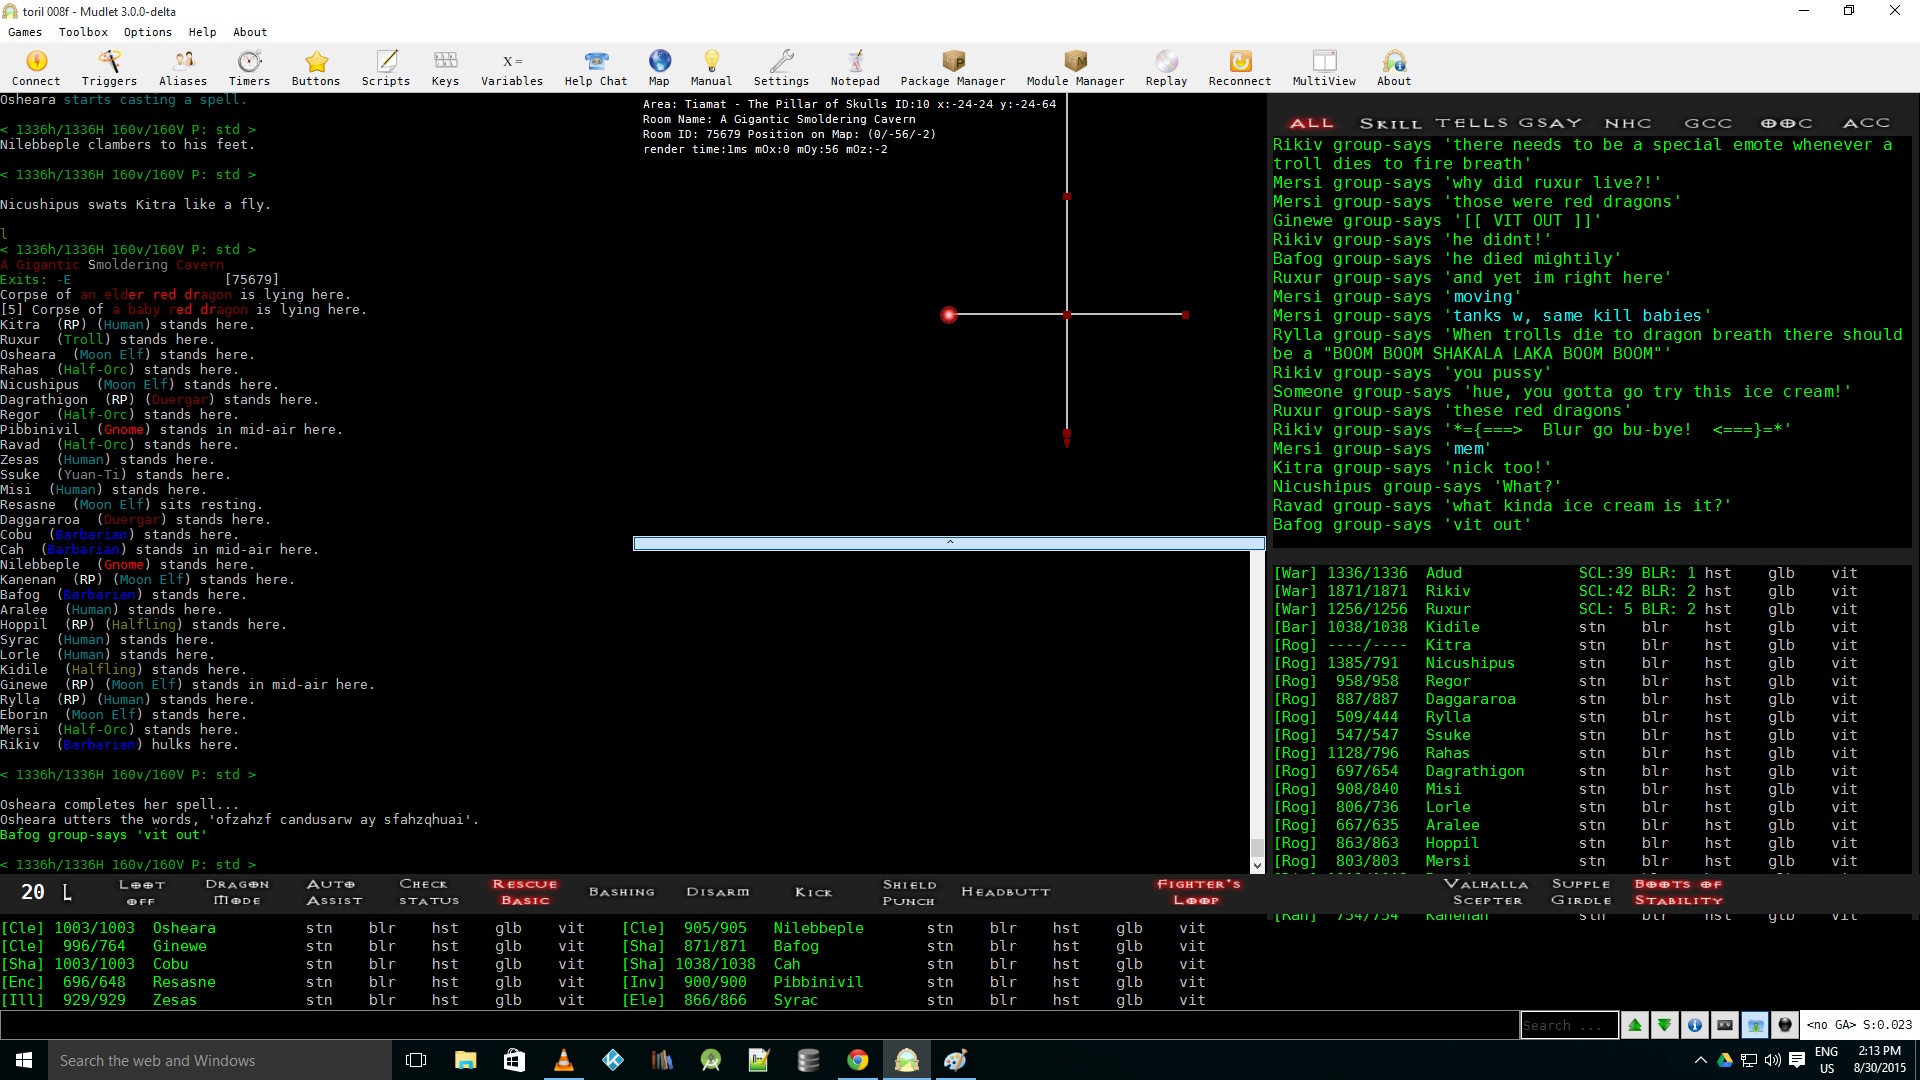 toril 008f - Mudlet 3.0.0-delta
Games Toolbox Options Help About
Connect Triggers Aliases Timers Buttons Scripts Keys Variables Help Chat Map Manual Settings Notepad Package Manager Module Manager Replay Reconnect MultiView About
Osheara starts casting a spell.
< 1336h/1336H 160v/160V P: std >
Nilebbeple clambers to his feet.
< 1336h/1336H 160v/160V P: std >
Nicushipus swats Kitra like a fly.
l
< 1336h/1336H 160v/160V P: std >
A Gigantic Smoldering Cavern
Exits: -E [75679]
Corpse of an elder red dragon is lying here.
[5] Corpse of a baby red dragon is lying here.
Kitra (RP) (Human) stands here.
Ruxur (Troll) stands here.
Osheara (Moon Elf) stands here.
Rahas (Half-Orc) stands here.
Nicushipus (Moon Elf) stands here.
Dagrathigon (RP) (Duergar) stands here.
Regor (Half-Orc) stands here.
Pibbinivil (Gnome) stands in mid-air here.
Ravad (Half-Orc) stands here.
Zesas (Human) stands here.
Ssuke (Yuan-Ti) stands here.
Misi (Human) stands here.
Resasne (Moon Elf) sits resting.
Daggararoa (Duergar) stands here.
Cobu (Barbarian) stands here.
Cah (Barbarian) stands in mid-air here.
Nilebbeple (Gnome) stands here.
Kanenan (RP) (Moon Elf) stands here.
Bafog (Barbarian) stands here.
Aralee (Human) stands here.
Hoppil (RP) (Halfling) stands here.
Syrac (Human) stands here.
Lorle (Human) stands here.
Kidile (Halfling) stands here.
Ginewe (RP) (Moon Elf) stands in mid-air here.
Rylla (RP) (Human) stands here.
Eborin (Moon Elf) stands here.
Mersi (Half-Orc) stands here.
Rikiv (Barbarian) hulks here.
< 1336h/1336H 160v/160V P: std >
Osheara completes her spell...
Osheara utters the words, 'ofzahzf candusarw ay sfahzqhuai'.
Bafog group-says 'vit out'
< 1336h/1336H 160v/160V P: std >
Area: Tiamat - The Pillar of Skulls ID:10 x:-24-24 y:-24-64
Room Name: A Gigantic Smoldering Cavern
Room ID: 75679 Position on Map: (0/-56/-2)
render time:1ms mOx:0 mOy:56 mOz:-2
^
ALL SKILL TELLS GSAY NHC GCC OOC ACC
Rikiv group-says 'there needs to be a special emote whenever a
troll dies to fire breath'
Mersi group-says 'why did ruxur live?!'
Mersi group-says 'those were red dragons'
Ginewe group-says '[[ VIT OUT ]]'
Rikiv group-says 'he didnt!'
Bafog group-says 'he died mightily'
Ruxur group-says 'and yet im right here'
Mersi group-says 'moving'
Mersi group-says 'tanks w, same kill babies'
Rylla group-says 'When trolls die to dragon breath there should
be a "BOOM BOOM SHAKALA LAKA BOOM BOOM"'
Rikiv group-says 'you pussy'
Someone group-says 'hue, you gotta go try this ice cream!'
Ruxur group-says 'these red dragons'
Rikiv group-says '*={===> Blur go bu-bye! <===}=*'
Mersi group-says 'mem'
Kitra group-says 'nick too!'
Nicushipus group-says 'What?'
Ravad group-says 'what kinda ice cream is it?'
Bafog group-says 'vit out'
[War] 1336/1336 Adud SCL:39 BLR: 1 hst glb vit
[War] 1871/1871 Rikiv SCL:42 BLR: 2 hst glb vit
[War] 1256/1256 Ruxur SCL: 5 BLR: 2 hst glb vit
[Bar] 1038/1038 Kidile stn blr hst glb vit
[Rog] ----/---- Kitra stn blr hst glb vit
[Rog] 1385/791 Nicushipus stn blr hst glb vit
[Rog] 958/958 Regor stn blr hst glb vit
[Rog] 887/887 Daggararoa stn blr hst glb vit
[Rog] 509/444 Rylla stn blr hst glb vit
[Rog] 547/547 Ssuke stn blr hst glb vit
[Rog] 1128/796 Rahas stn blr hst glb vit
[Rog] 697/654 Dagrathigon stn blr hst glb vit
[Rog] 908/840 Misi stn blr hst glb vit
[Rog] 806/736 Lorle stn blr hst glb vit
[Rog] 667/635 Aralee stn blr hst glb vit
[Rog] 863/863 Hoppil stn blr hst glb vit
[Rog] 803/803 Mersi stn blr hst glb vit
20 L
LOOT OFF
DRAGON MODE
AUTO ASSIST
CHECK STATUS
RESCUE BASIC
BASHING
DISARM
KICK
SHIELD PUNCH
HEADBUTT
FIGHTER'S LOOP
VALHALLA SCEPTER
SUPPLE GIRDLE
BOOTS OF STABILITY
[Ran] 754/754 Kanenan stn blr hst glb vit
[Cle] 1003/1003 Osheara stn blr hst glb vit [Cle] 905/905 Nilebbeple stn blr hst glb vit
[Cle] 996/764 Ginewe stn blr hst glb vit [Sha] 871/871 Bafog stn blr hst glb vit
[Sha] 1003/1003 Cobu stn blr hst glb vit [Sha] 1038/1038 Cah stn blr hst glb vit
[Enc] 696/648 Resasne stn blr hst glb vit [Inv] 900/900 Pibbinivil stn blr hst glb vit
[Ill] 929/929 Zesas stn blr hst glb vit [Ele] 866/866 Syrac stn blr hst glb vit
Search ...
<no GA> S:0.023
Search the web and Windows
ENG
US
2:13 PM
8/30/2015